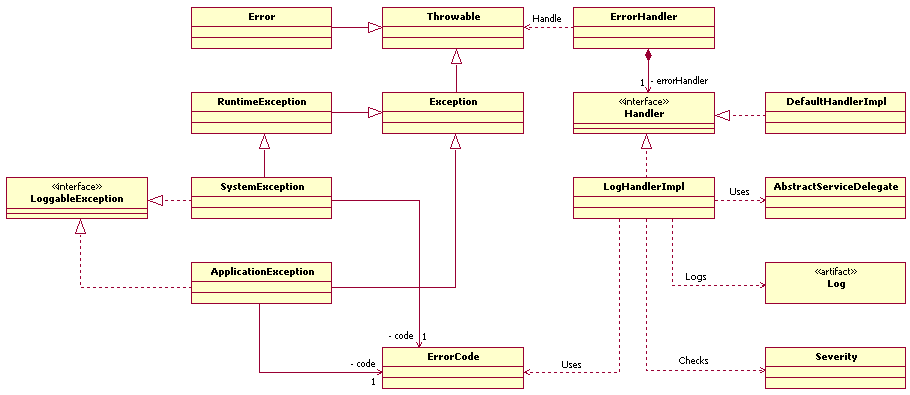 Error
Throwable
Handle
ErrorHandler
1
- errorHandler
RuntimeException
Exception
«interface»
Handler
DefaultHandlerImpl
«interface»
LoggableException
SystemException
LogHandlerImpl
Uses
AbstractServiceDelegate
ApplicationException
Logs
«artifact»
Log
- code
1
- code
1
ErrorCode
Uses
Checks
Severity